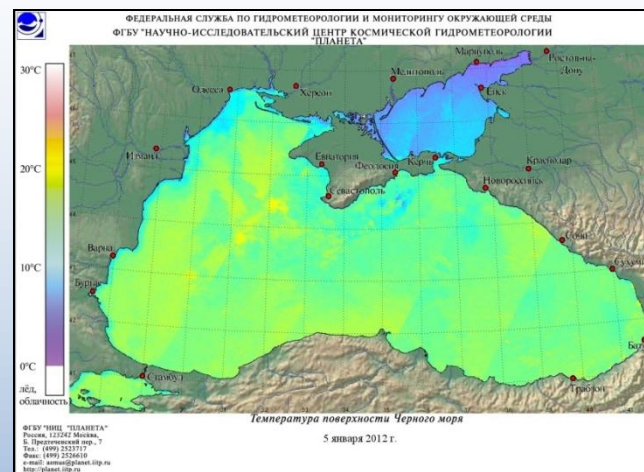 ФЕДЕРАЛЬНАЯ СЛУЖБА ПО ГИДРОМЕТЕОРОЛОГИИ И МОНИТОРИНГУ ОКРУЖАЮЩЕЙ СРЕДЫ
ФГБУ "НАУЧНО-ИССЛЕДОВАТЕЛЬСКИЙ ЦЕНТР КОСМИЧЕСКОЙ ГИДРОМЕТЕОРОЛОГИИ
"ПЛАНЕТА"
30°C
20°C
10°C
0°C
лёд,
облачность
Мариуполь
Ростов-на-
Дону
Мелитополь
Одесса
Херсон
Ейск
Измаил
Евпатория
Феодосия
Керчь
Краснодар
Новороссийск
Севастополь
Сочи
Варна
Сухуми
Бургас
Стамбул
Трабзон
Температура поверхности Черного моря
5 января 2012 г.
ФГБУ "НИЦ "ПЛАНЕТА"
Россия, 123242 Москва,
Б. Предтеченский пер., 7
Тел.: (499) 2523717
Факс: (499) 2526610
e-mail: asmus@planet.iitp.ru
http://planet.iitp.ru